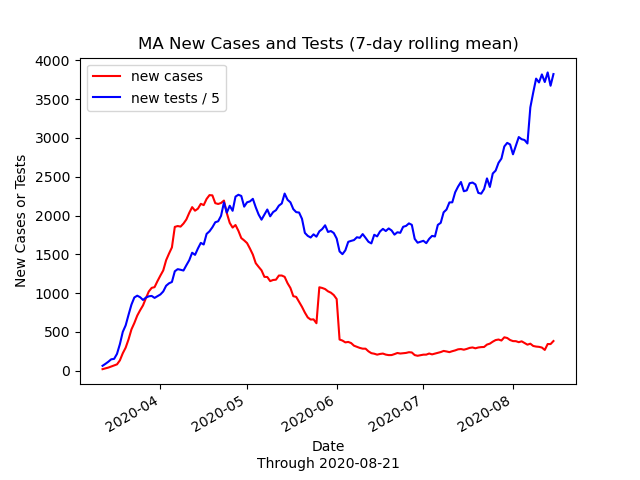 MA New Cases and Tests (7-day rolling mean)
new cases
new tests / 5
New Cases or Tests
4000
3500
3000
2500
2000
1500
1000
500
0
2020-04
2020-05
2020-06
2020-07
2020-08
Date
Through 2020-08-21